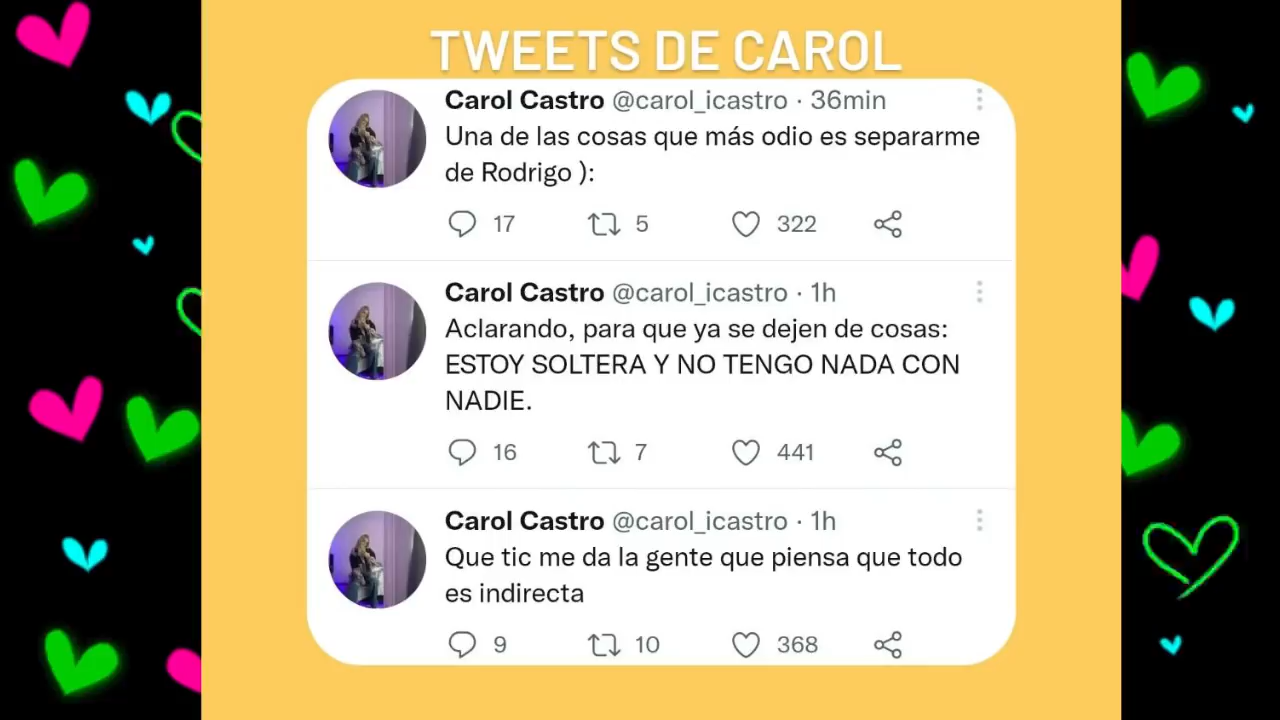 TWEETS DE CAROL
Carol Castro @carol_icastro · 36min
Una de las cosas que más odio es separarme
de Rodrigo ):
17 5 322
Carol Castro @carol_icastro · 1h
Aclarando, para que ya se dejen de cosas:
ESTOY SOLTERA Y NO TENGO NADA CON
NADIE.
16 7 441
Carol Castro @carol_icastro · 1h
Que tic me da la gente que piensa que todo
es indirecta
9 10 368